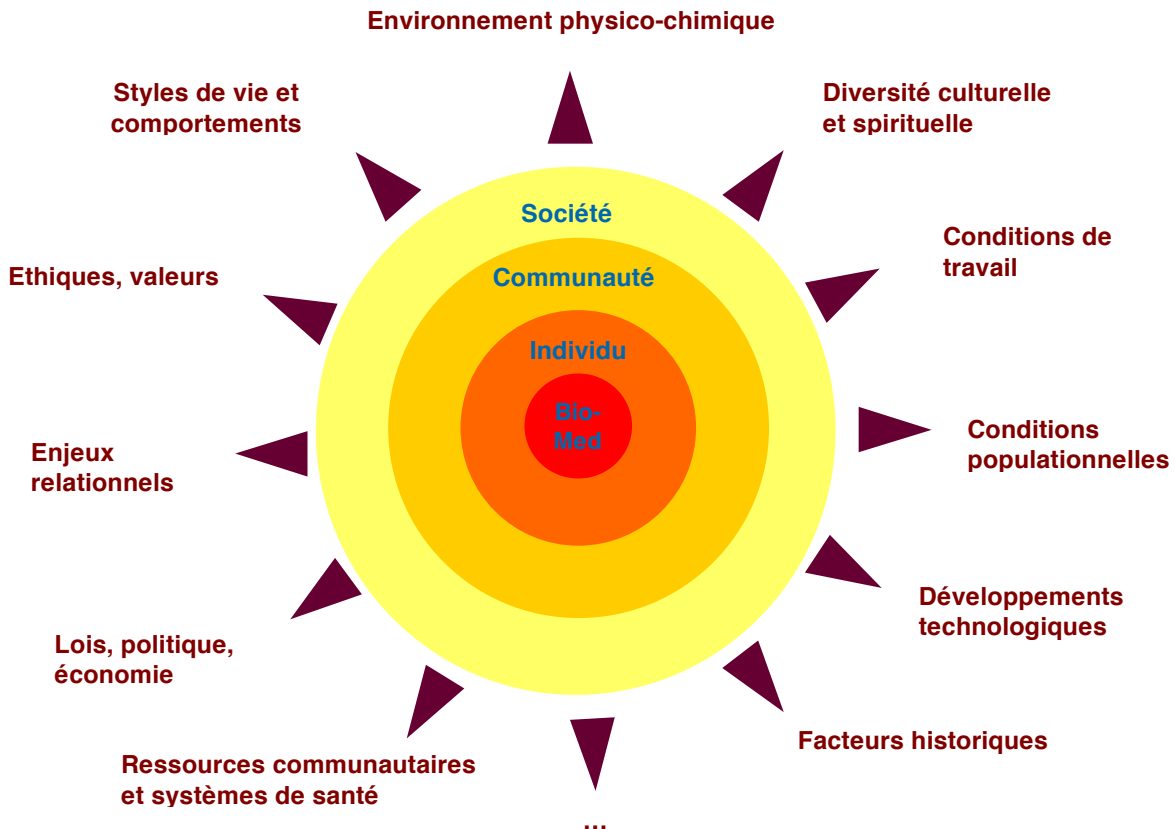 Environnement physico-chimique
Styles de vie et
comportements
Diversité culturelle
et spirituelle
Société
Conditions de
travail
Ethiques, valeurs
Communauté
Individu
Bio-
Med
Enjeux
relationnels
Conditions
populationnelles
Développements
technologiques
Lois, politique,
économie
Facteurs historiques
Ressources communautaires
et systèmes de santé
...